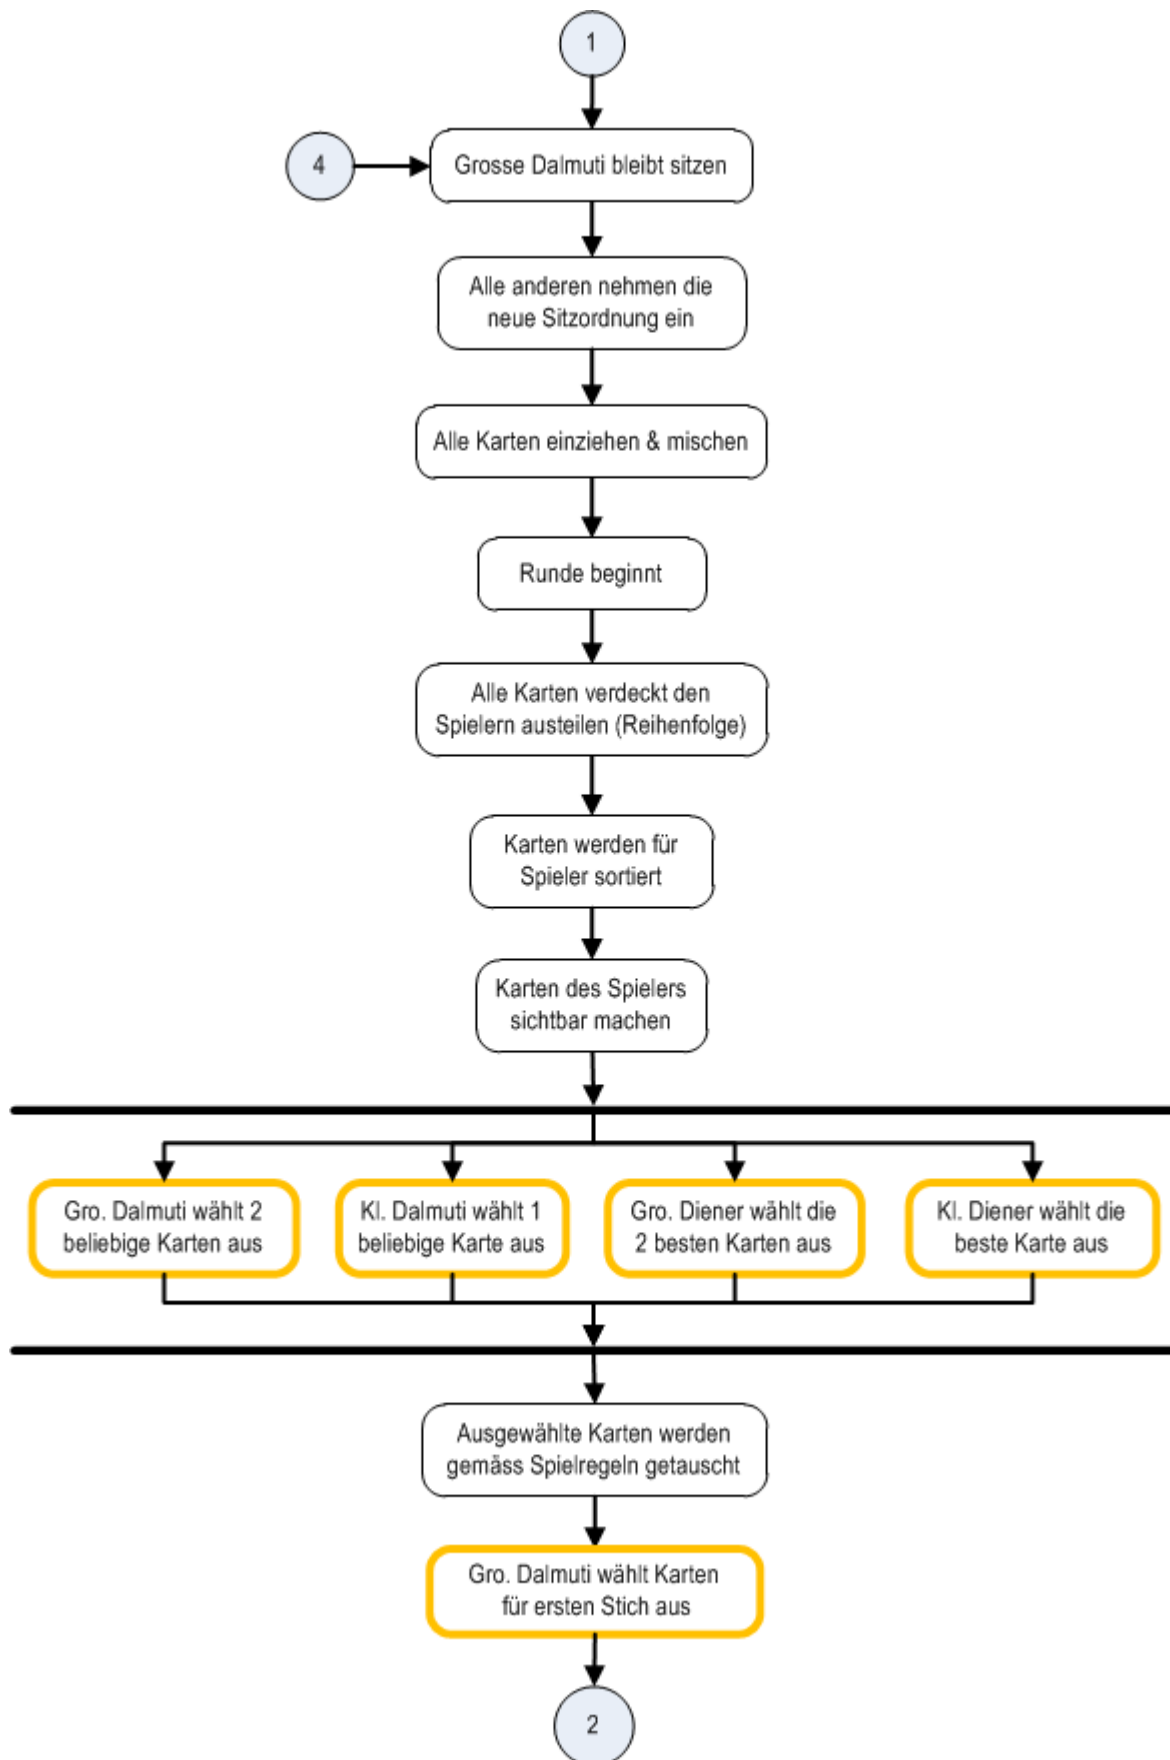 1
4
Grosse Dalmuti bleibt sitzen
Alle anderen nehmen die
neue Sitzordnung ein
Alle Karten einziehen & mischen
Runde beginnt
Alle Karten verdeckt den
Spielern austeilen (Reihenfolge)
Karten werden für
Spieler sortiert
Karten des Spielers
sichtbar machen
Gro. Dalmuti wählt 2
beliebige Karten aus
Kl. Dalmuti wählt 1
beliebige Karte aus
Gro. Diener wählt die
2 besten Karten aus
Kl. Diener wählt die
beste Karte aus
Ausgewählte Karten werden
gemäss Spielregeln getauscht
Gro. Dalmuti wählt Karten
für ersten Stich aus
2